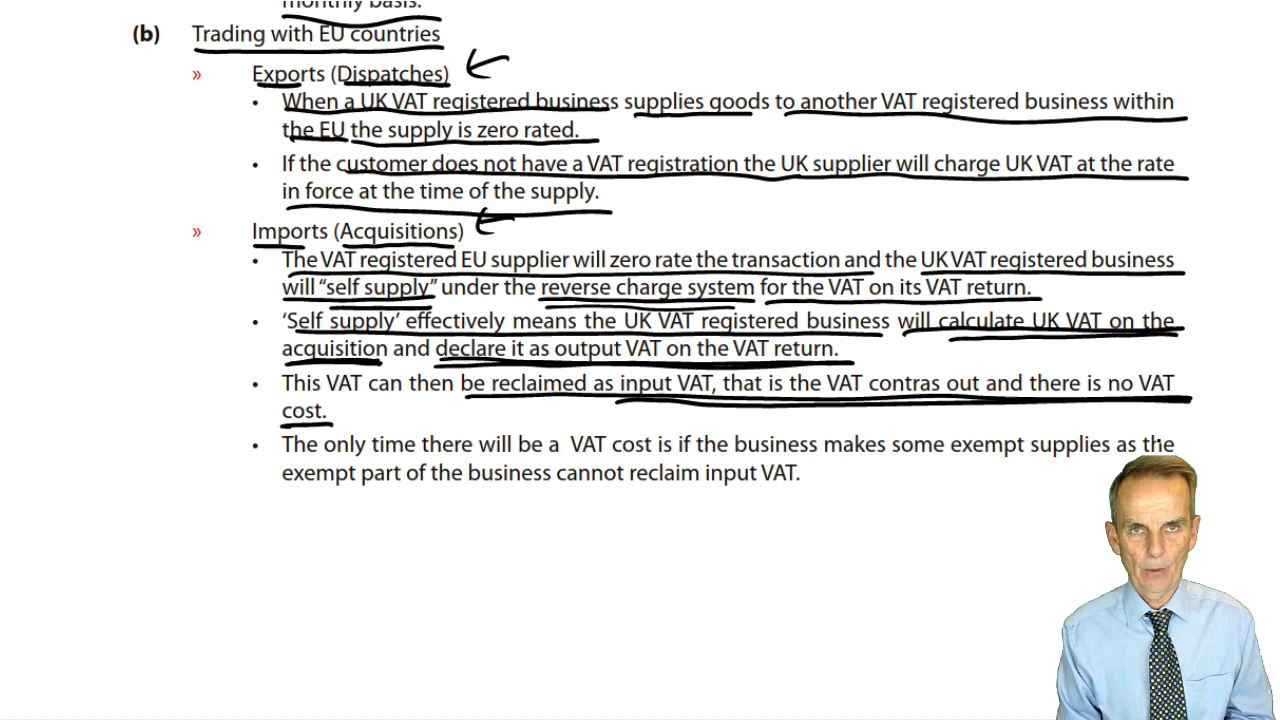 monthly basis.
(b) Trading with EU countries
» Exports (Dispatches)
• When a UK VAT registered business supplies goods to another VAT registered business within
the EU the supply is zero rated.
• If the customer does not have a VAT registration the UK supplier will charge UK VAT at the rate
in force at the time of the supply.
» Imports (Acquisitions)
• The VAT registered EU supplier will zero rate the transaction and the UK VAT registered business
will “self supply” under the reverse charge system for the VAT on its VAT return.
• ‘Self supply’ effectively means the UK VAT registered business will calculate UK VAT on the
acquisition and declare it as output VAT on the VAT return.
• This VAT can then be reclaimed as input VAT, that is the VAT contras out and there is no VAT
cost.
• The only time there will be a VAT cost is if the business makes some exempt supplies as the
exempt part of the business cannot reclaim input VAT.